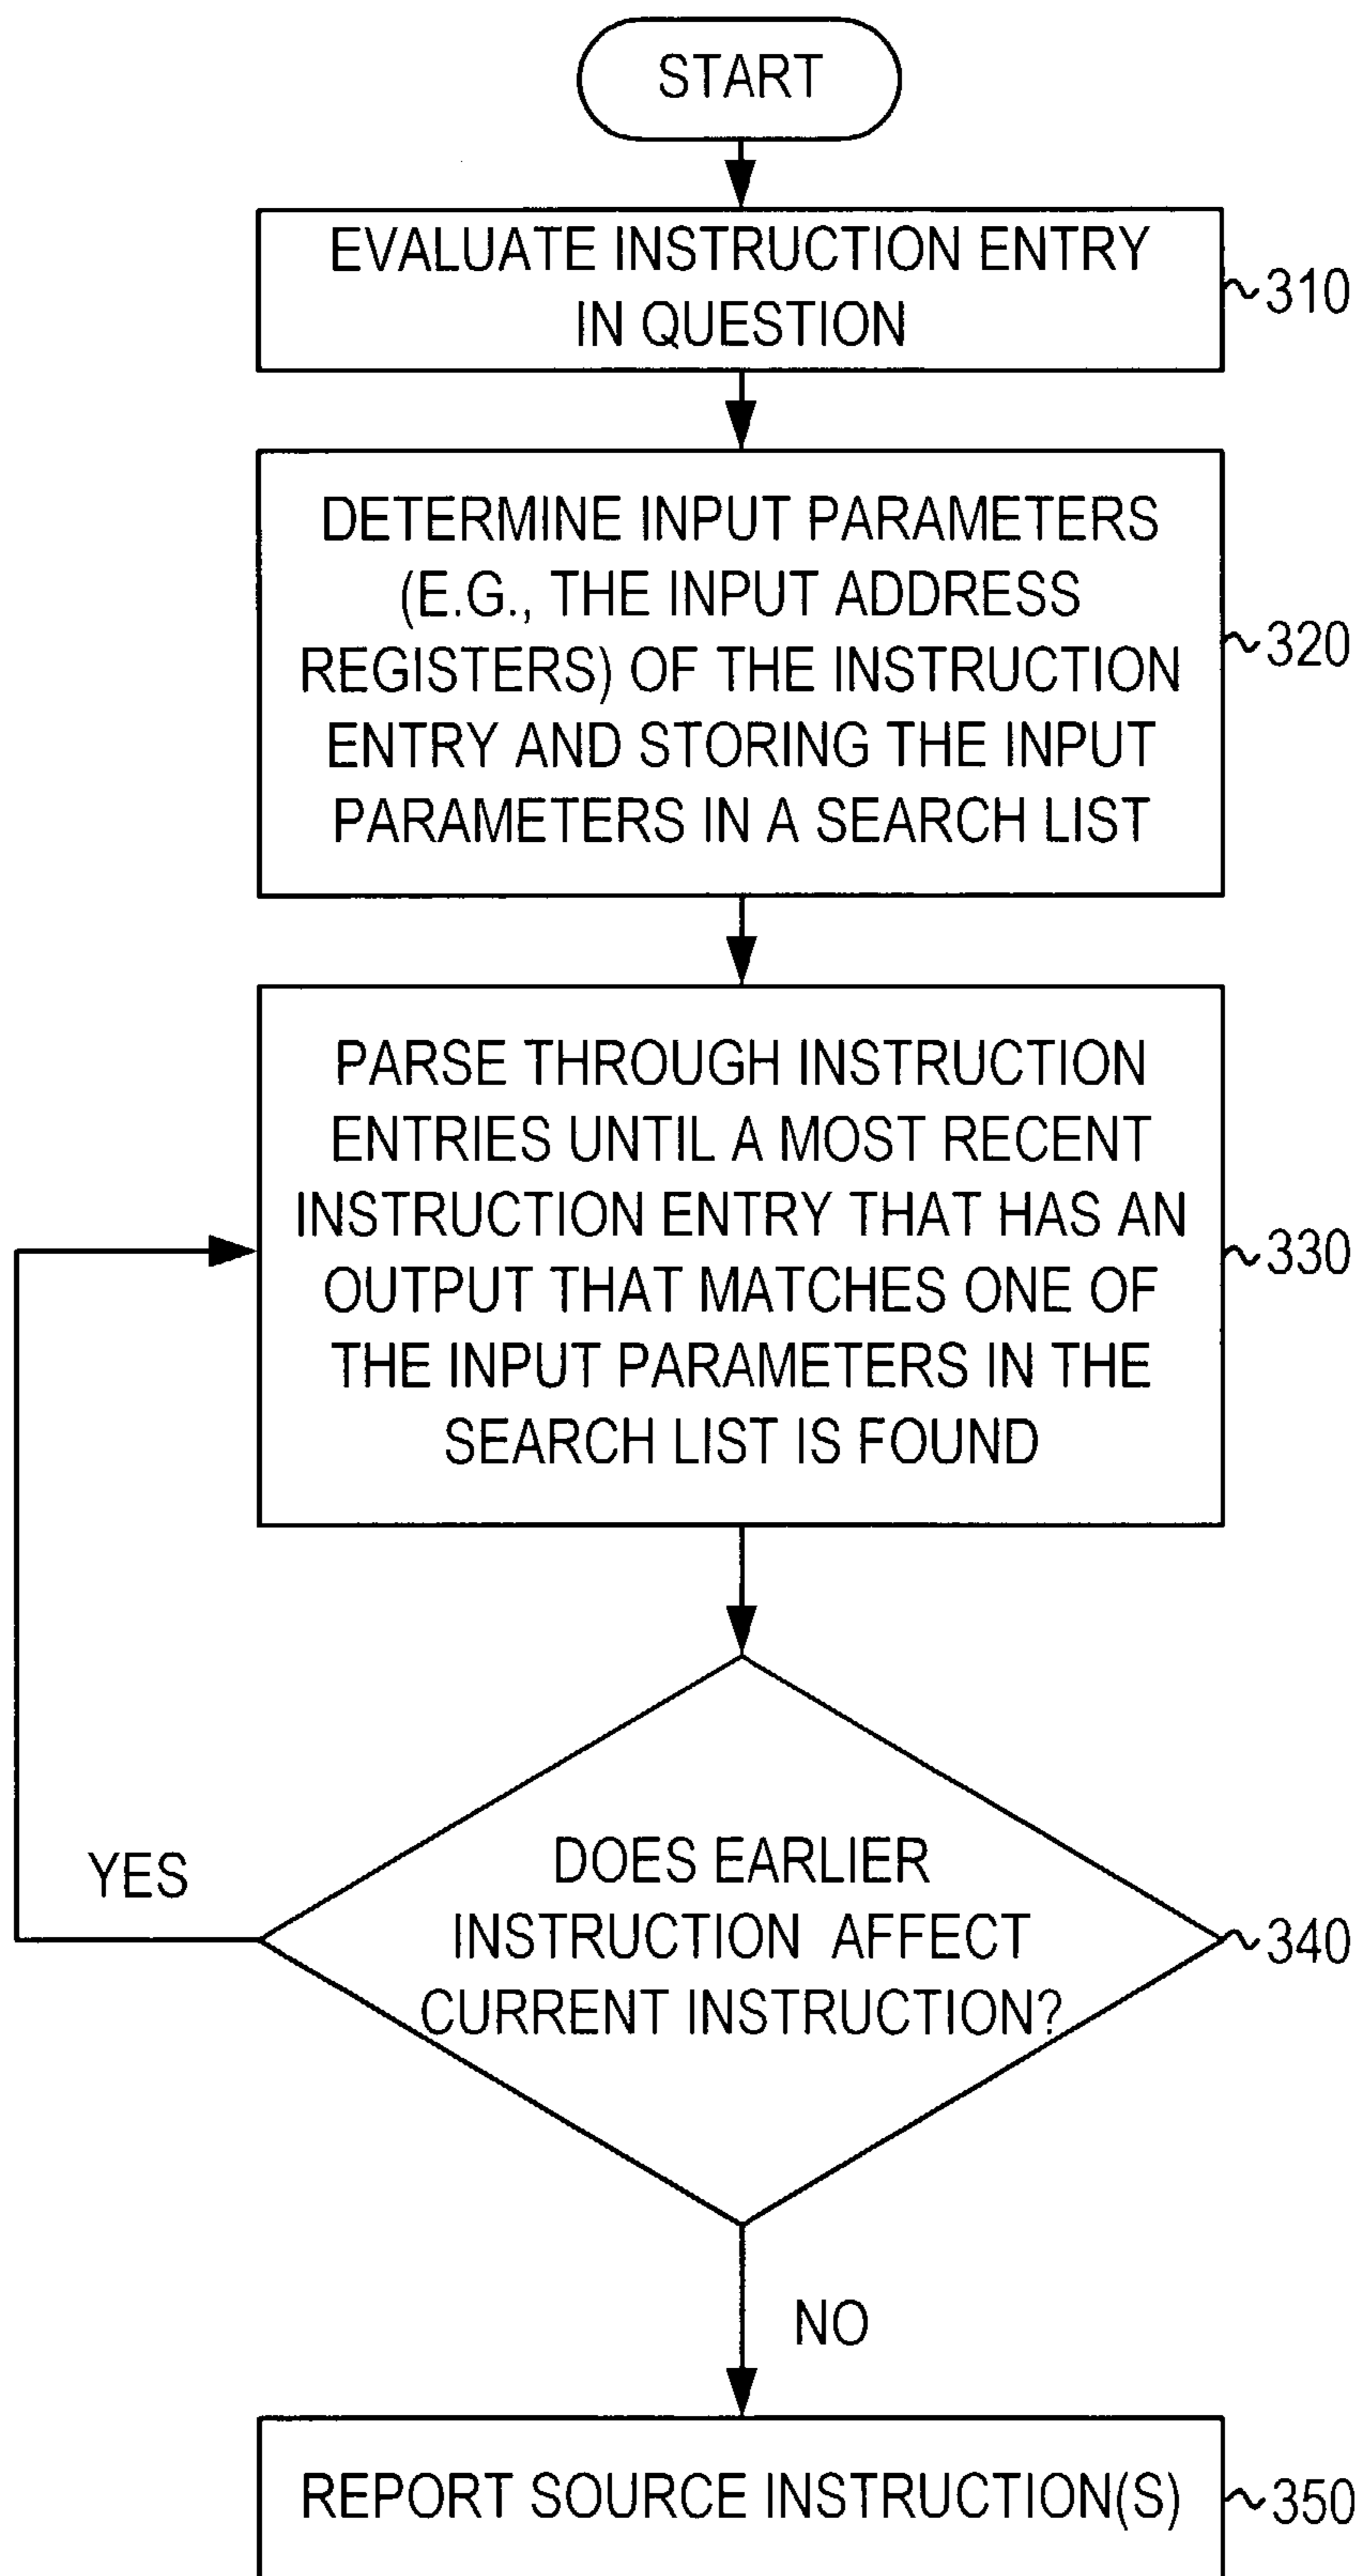 START
EVALUATE INSTRUCTION ENTRY
IN QUESTION
310
DETERMINE INPUT PARAMETERS
(E.G., THE INPUT ADDRESS
REGISTERS) OF THE INSTRUCTION
ENTRY AND STORING THE INPUT
PARAMETERS IN A SEARCH LIST
320
PARSE THROUGH INSTRUCTION
ENTRIES UNTIL A MOST RECENT
INSTRUCTION ENTRY THAT HAS AN
OUTPUT THAT MATCHES ONE OF
THE INPUT PARAMETERS IN THE
SEARCH LIST IS FOUND
330
YES
DOES EARLIER
INSTRUCTION AFFECT
CURRENT INSTRUCTION?
340
NO
REPORT SOURCE INSTRUCTION(S)
350